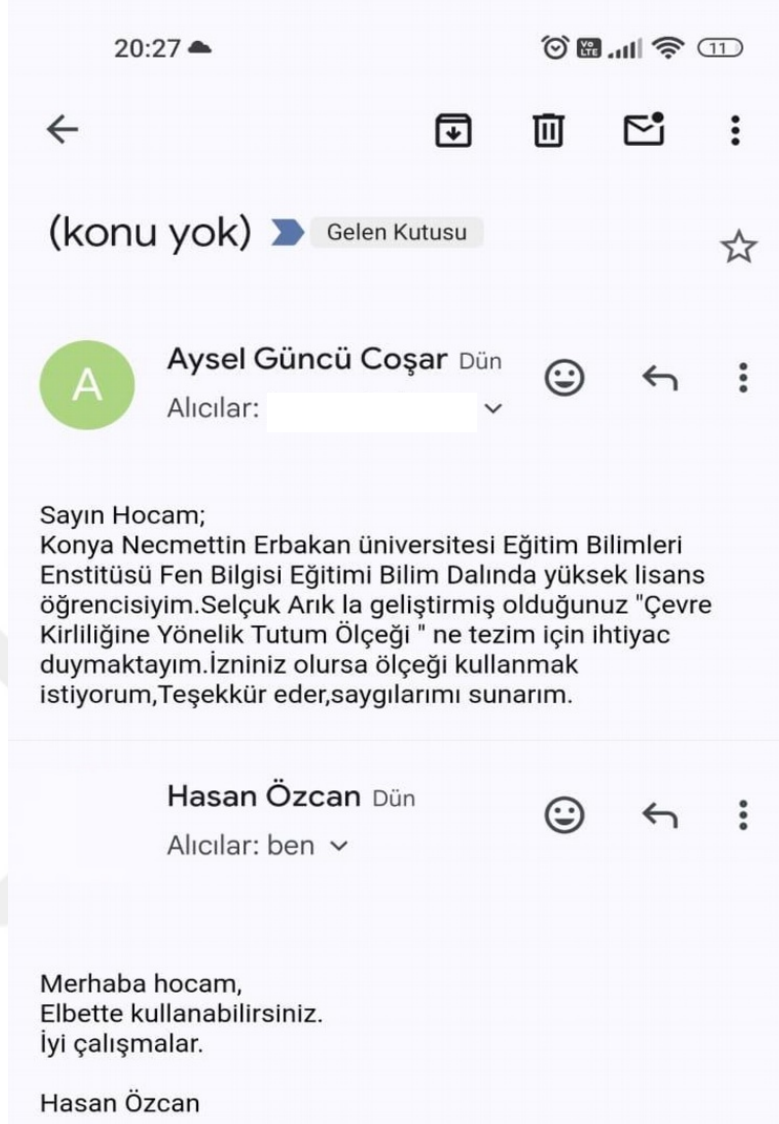 20:27
Vo LTE 11
(konu yok) Gelen Kutusu
A
Aysel Güncü Coşar Dün
Alıcılar:
Sayın Hocam;
Konya Necmettin Erbakan üniversitesi Eğitim Bilimleri
Enstitüsü Fen Bilgisi Eğitimi Bilim Dalında yüksek lisans
öğrencisiyim.Selçuk Arık la geliştirmiş olduğunuz "Çevre
Kirliliğine Yönelik Tutum Ölçeği " ne tezim için ihtiyac
duymaktayım.İzniniz olursa ölçeği kullanmak
istiyorum,Teşekkür eder,saygılarımı sunarım.
Hasan Özcan Dün
Alıcılar: ben
Merhaba hocam,
Elbette kullanabilirsiniz.
İyi çalışmalar.
Hasan Özcan